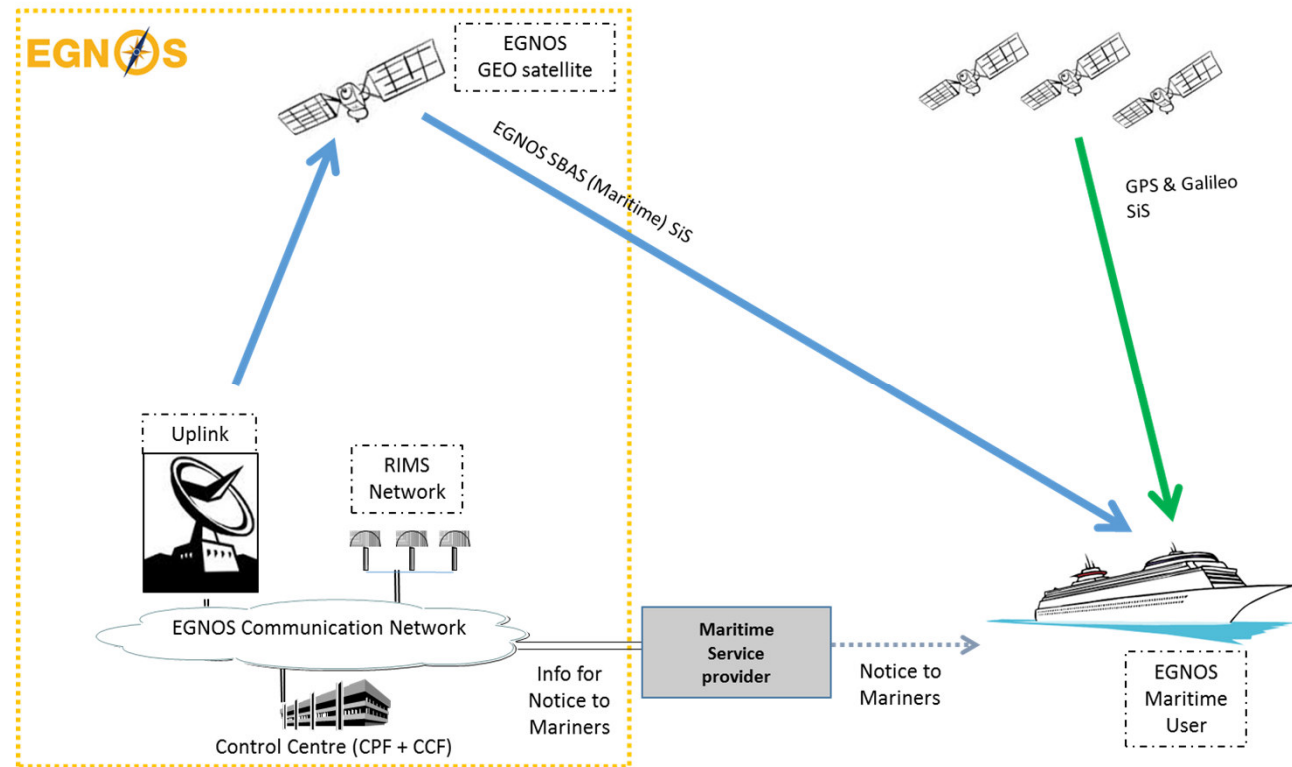 EGNOS
EGNOS
GEO satellite
EGNOS SBAS (Maritime) SiS
GPS & Galileo
SiS
Uplink
RIMS
Network
EGNOS Communication Network
Maritime
Service
provider
Info for
Notice to
Mariners
Notice to
Mariners
EGNOS
Maritime
User
Control Centre (CPF + CCF)